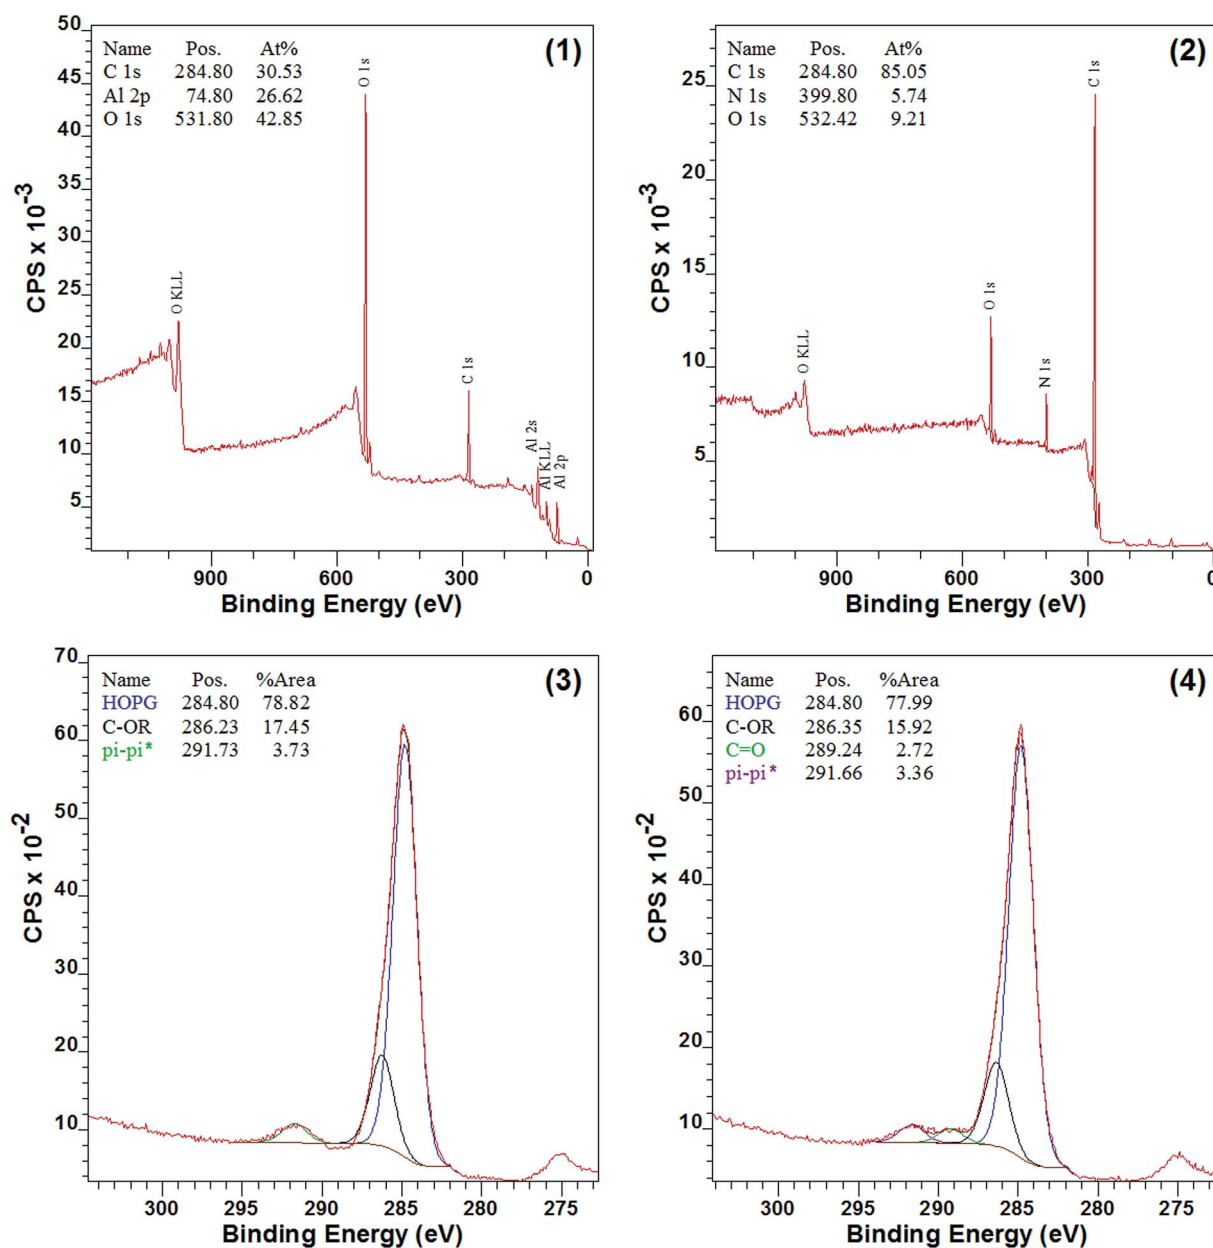 (1)
Name Pos. At%
C 1s 284.80 30.53
Al 2p 74.80 26.62
O 1s 531.80 42.85
50
45
40
35
30
25
20
15
10
5
CPS x 10-3
O KLL
O 1s
C 1s
Al 2s
Al KLL
Al 2p
900 600 300 0
Binding Energy (eV)
(2)
Name Pos. At%
C 1s 284.80 85.05
N 1s 399.80 5.74
O 1s 532.42 9.21
25
20
15
10
5
CPS x 10-3
O KLL
O 1s
N 1s
C 1s
900 600 300 0
Binding Energy (eV)
(3)
Name Pos. %Area
HOPG 284.80 78.82
C-OR 286.23 17.45
pi-pi* 291.73 3.73
70
60
50
40
30
20
10
CPS x 10-2
300 295 290 285 280 275
Binding Energy (eV)
(4)
Name Pos. %Area
HOPG 284.80 77.99
C-OR 286.35 15.92
C=O 289.24 2.72
pi-pi* 291.66 3.36
60
50
40
30
20
10
CPS x 10-2
300 295 290 285 280 275
Binding Energy (eV)